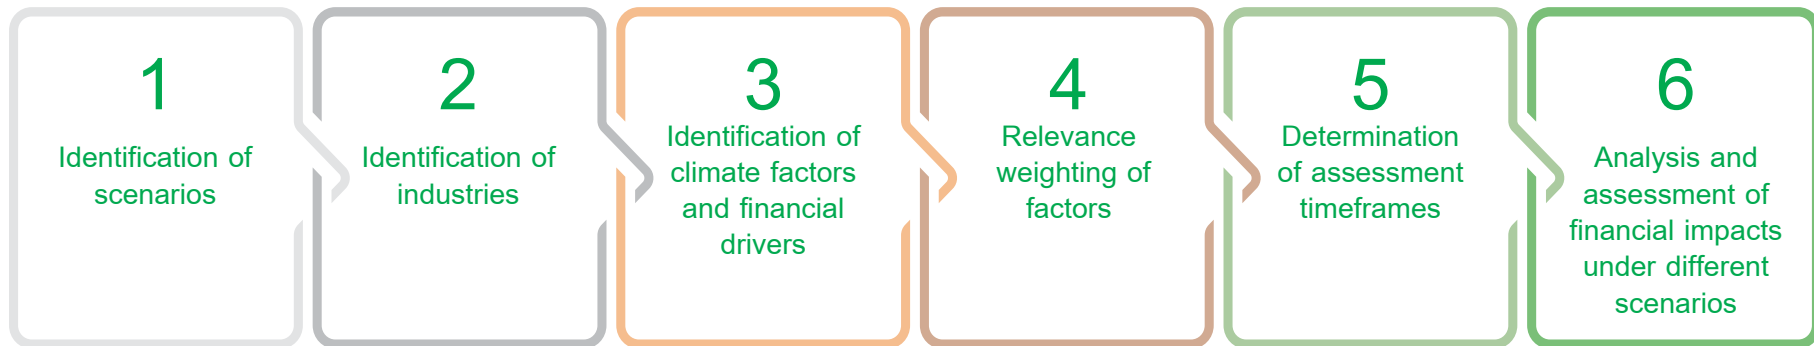 1
Identification of
scenarios
2
Identification of
industries
3
Identification of
climate factors
and financial
drivers
4
Relevance
weighting of
factors
5
Determination
of assessment
timeframes
6
Analysis and
assessment of
financial impacts
under different
scenarios